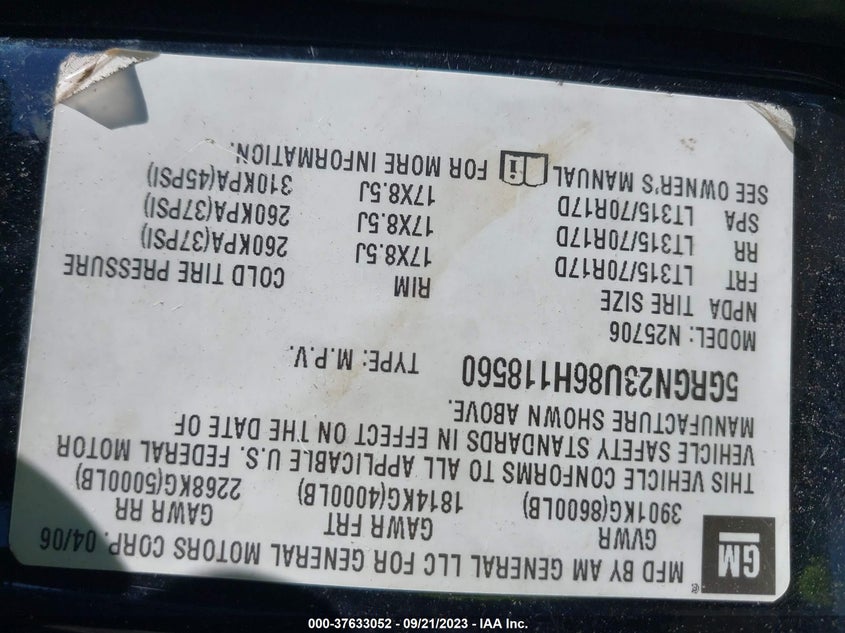 GM
MFD BY AM GENERAL LLC FOR GENERAL MOTORS CORP. 04/06
GVWR GAWR FRT GAWR RR
3901KG(8600LB) 1814KG(4000LB) 2268KG(5000LB)
THIS VEHICLE CONFORMS TO ALL APPLICABLE U.S. FEDERAL MOTOR
VEHICLE SAFETY STANDARDS IN EFFECT ON THE DATE OF
MANUFACTURE SHOWN ABOVE.
5GRGN23U86H118560 TYPE: M.P.V.
MODEL: N25706
NPDA TIRE SIZE RIM COLD TIRE PRESSURE
FRT LT315/70R17D 17X8.5J 260KPA(37PSI)
RR LT315/70R17D 17X8.5J 260KPA(37PSI)
SPA LT315/70R17D 17X8.5J 310KPA(45PSI)
SEE OWNER'S MANUAL i FOR MORE INFORMATION.
000-37633052 - 09/21/2023 - IAA Inc.